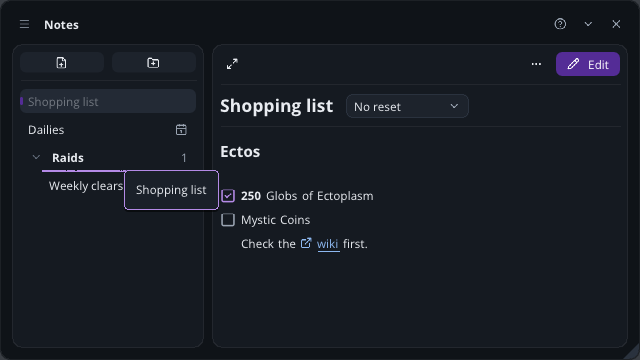 Notes
Edit
Shopping list
Dailies
Raids 1
Weekly clears
Shopping list
Shopping list No reset
Ectos
250 Globs of Ectoplasm
Mystic Coins
Check the wiki first.